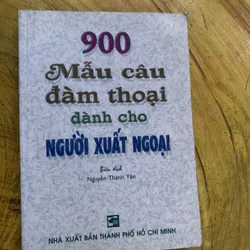 900
Mẫu câu
đàm thoại
dành cho
NGƯỜI XUẤT NGOẠI
Biên dịch
Nguyễn Thành Yến
NHÀ XUẤT BẢN THÀNH PHỐ HỒ CHÍ MINH